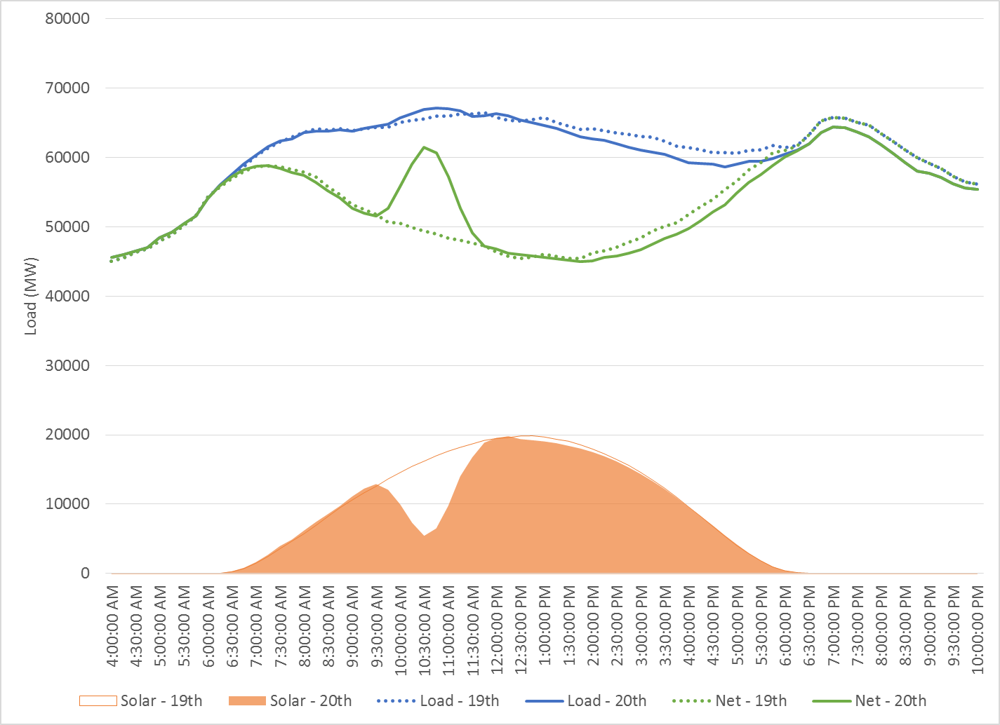 80000
70000
60000
50000
40000
30000
20000
10000
0
Load (MW)
4:00:00 AM
4:30:00 AM
5:00:00 AM
5:30:00 AM
6:00:00 AM
6:30:00 AM
7:00:00 AM
7:30:00 AM
8:00:00 AM
8:30:00 AM
9:00:00 AM
9:30:00 AM
10:00:00 AM
10:30:00 AM
11:00:00 AM
11:30:00 AM
12:00:00 PM
12:30:00 PM
1:00:00 PM
1:30:00 PM
2:00:00 PM
2:30:00 PM
3:00:00 PM
3:30:00 PM
4:00:00 PM
4:30:00 PM
5:00:00 PM
5:30:00 PM
6:00:00 PM
6:30:00 PM
7:00:00 PM
7:30:00 PM
8:00:00 PM
8:30:00 PM
9:00:00 PM
9:30:00 PM
10:00:00 PM
Solar - 19th
Solar - 20th
Load - 19th
Load - 20th
Net - 19th
Net - 20th